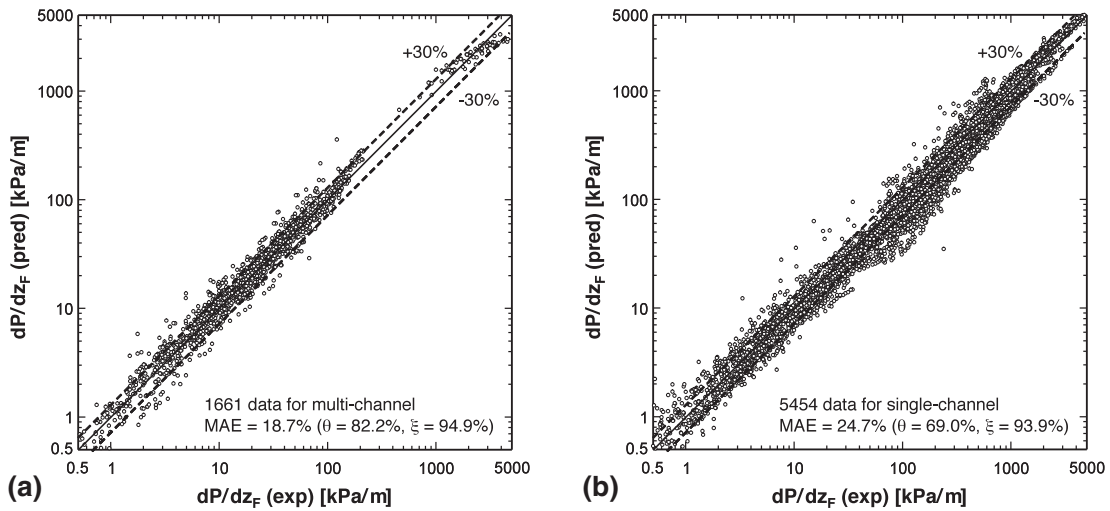 5000
1000
100
10
1
0.5
dP/dz_F (pred) [kPa/m]
+30%
-30%
1661 data for multi-channel
MAE = 18.7% (θ = 82.2%, ξ = 94.9%)
0.5 1 10 100 1000 5000
dP/dz_F (exp) [kPa/m]
(a)
5000
1000
100
10
1
0.5
dP/dz_F (pred) [kPa/m]
+30%
-30%
5454 data for single-channel
MAE = 24.7% (θ = 69.0%, ξ = 93.9%)
0.5 1 10 100 1000 5000
dP/dz_F (exp) [kPa/m]
(b)